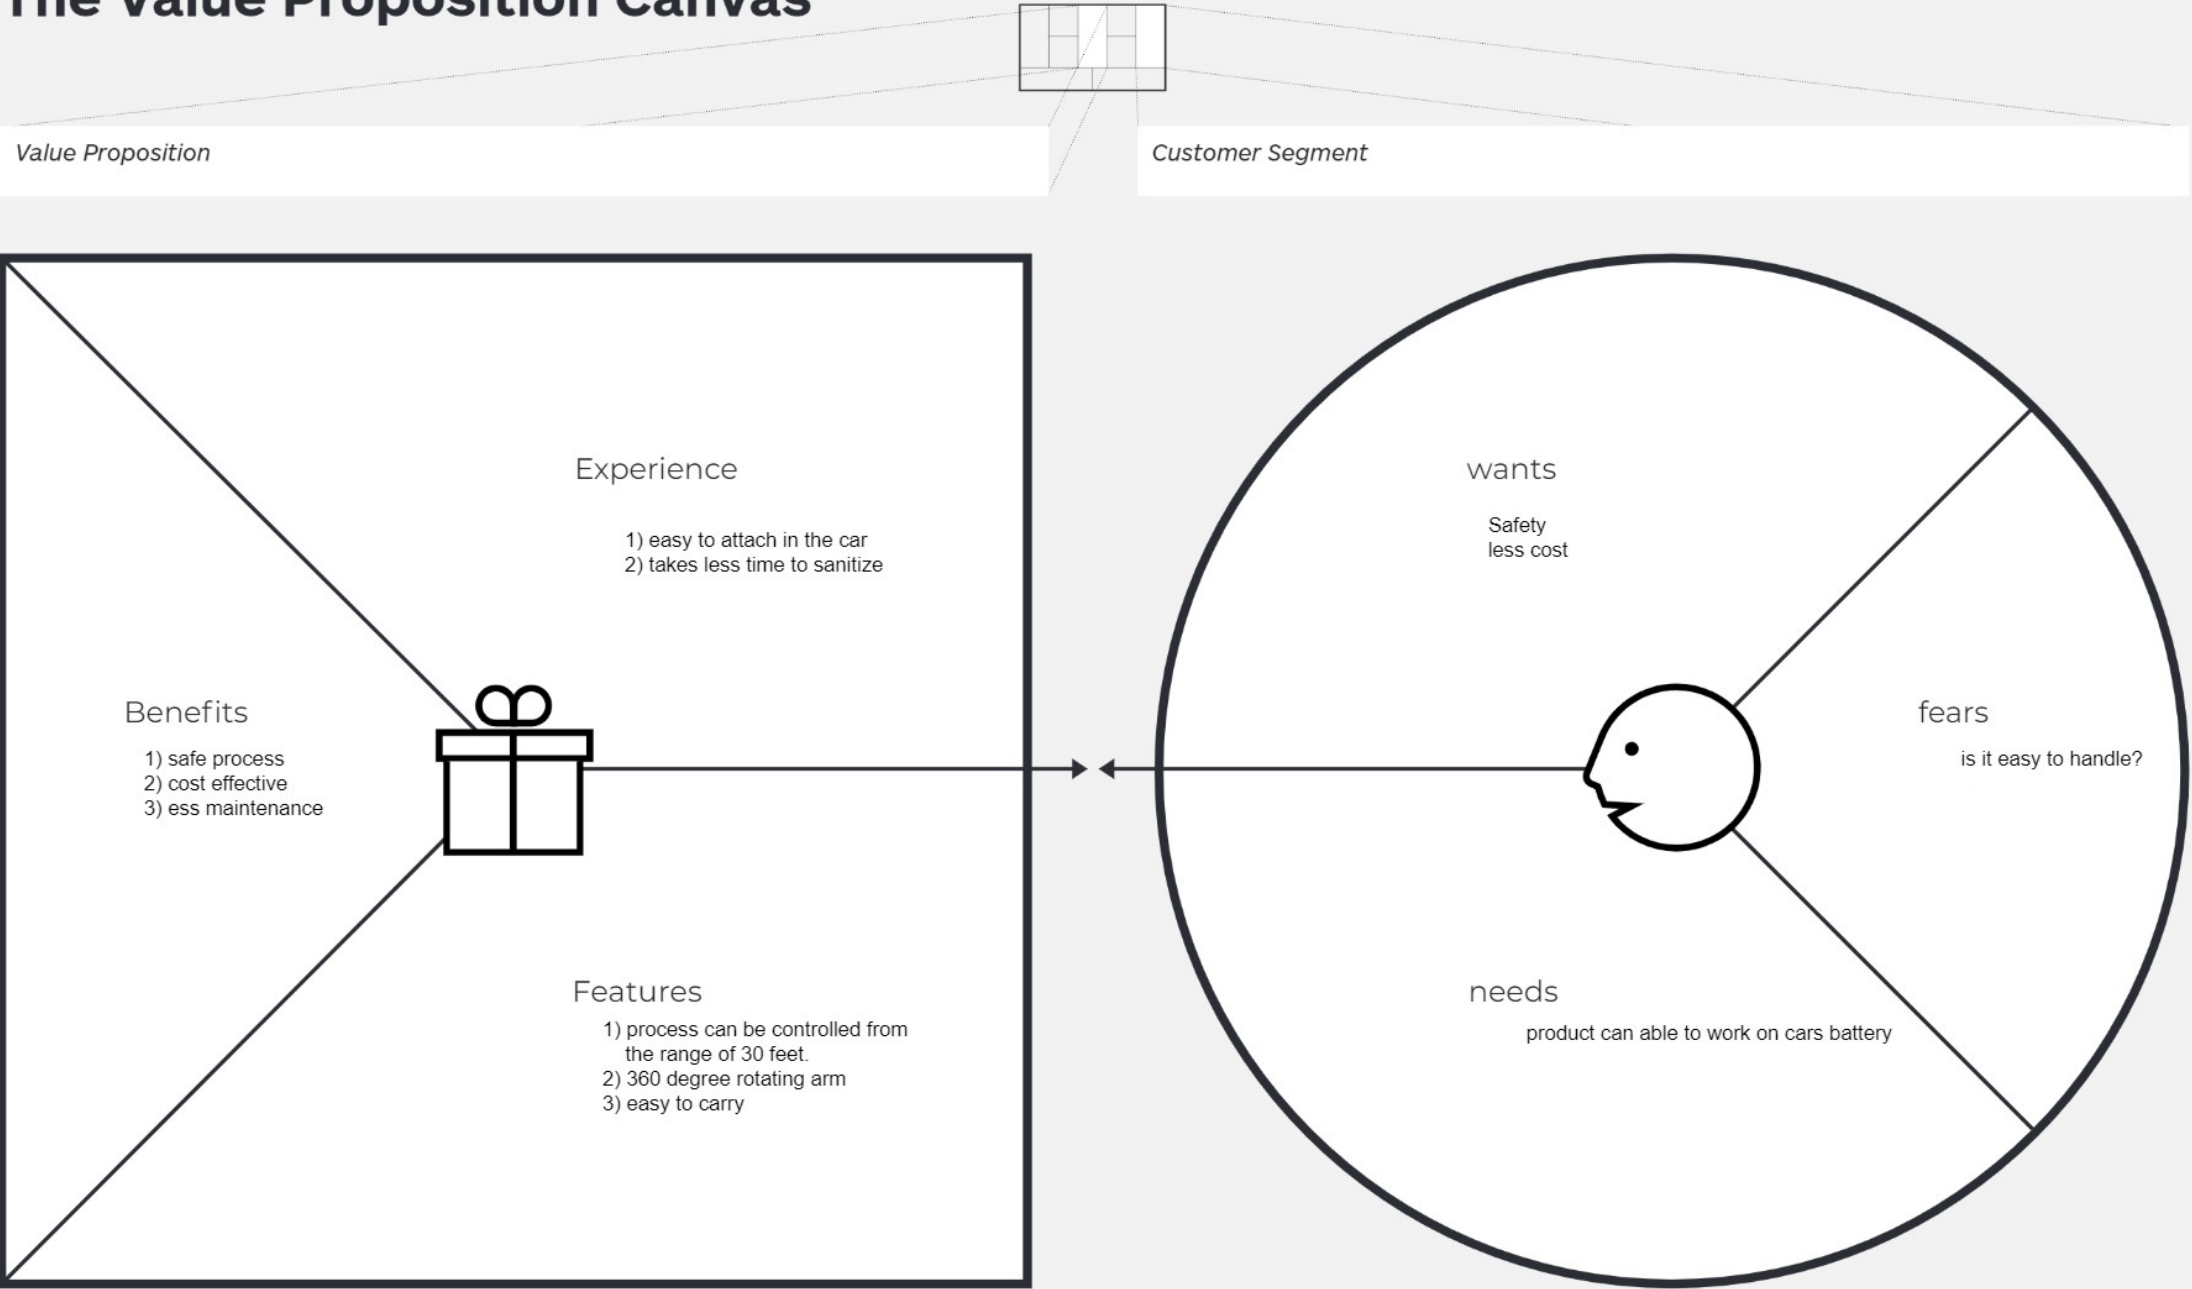 The Value Proposition Canvas
Value Proposition
Customer Segment
Experience
1) easy to attach in the car
2) takes less time to sanitize
Benefits
1) safe process
2) cost effective
3) ess maintenance
Features
1) process can be controlled from
the range of 30 feet.
2) 360 degree rotating arm
3) easy to carry
wants
Safety
less cost
fears
is it easy to handle?
needs
product can able to work on cars battery